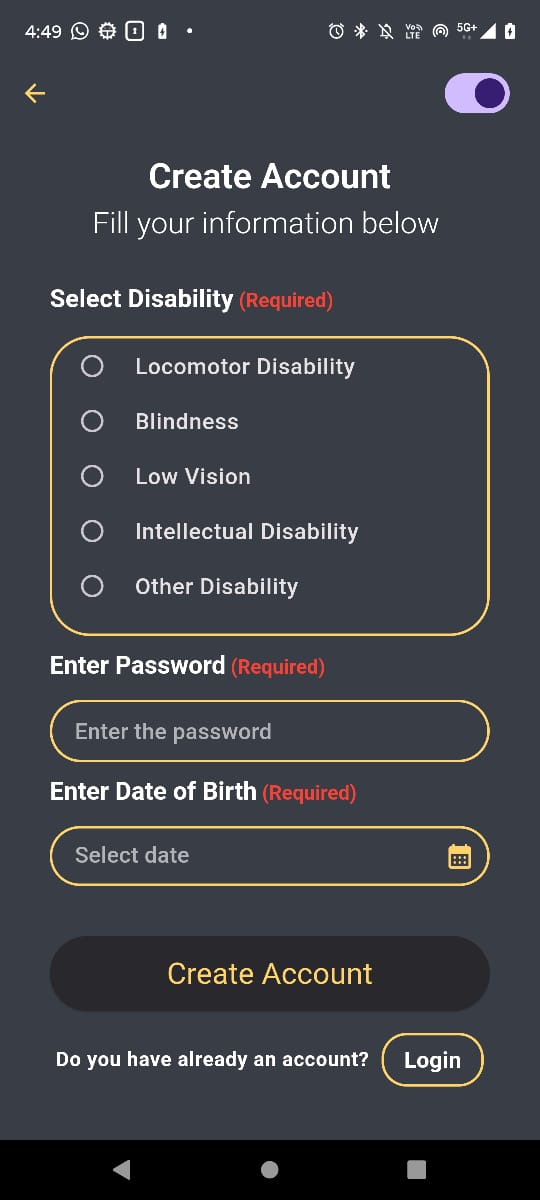 4:49
Vo))
LTE
5G+
Create Account
Fill your information below
Select Disability (Required)
Locomotor Disability
Blindness
Low Vision
Intellectual Disability
Other Disability
Enter Password (Required)
Enter the password
Enter Date of Birth (Required)
Select date
Create Account
Do you have already an account? Login